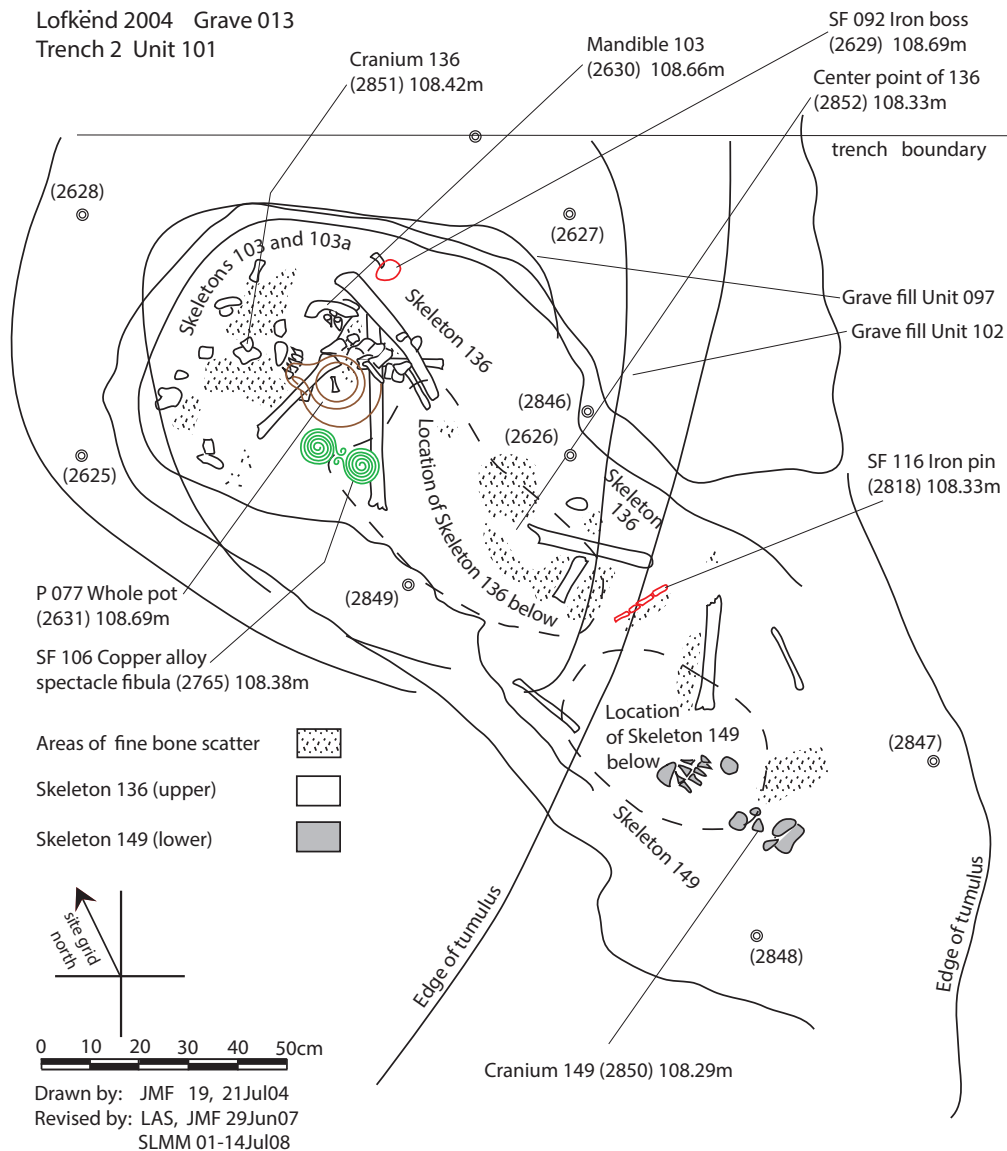 Lofkënd 2004 Grave 013
Trench 2 Unit 101
Cranium 136
(2851) 108.42m
Mandible 103
(2630) 108.66m
SF 092 Iron boss
(2629) 108.69m
Center point of 136
(2852) 108.33m
trench boundary
(2628)
(2627)
Skeletons 103 and 103a
Skeleton 136
Grave fill Unit 097
Grave fill Unit 102
(2846)
(2626)
(2625)
Location of Skeleton 136 below
Skeleton
136
SF 116 Iron pin
(2818) 108.33m
P 077 Whole pot
(2631) 108.69m
(2849)
SF 106 Copper alloy
spectacle fibula (2765) 108.38m
Location
of Skeleton 149
below
(2847)
Areas of fine bone scatter
Skeleton 136 (upper)
Skeleton 149 (lower)
Skeleton 149
site grid
north
Edge of tumulus
(2848)
Edge of tumulus
0 10 20 30 40 50cm
Cranium 149 (2850) 108.29m
Drawn by: JMF 19, 21Jul04
Revised by: LAS, JMF 29Jun07
SLMM 01-14Jul08